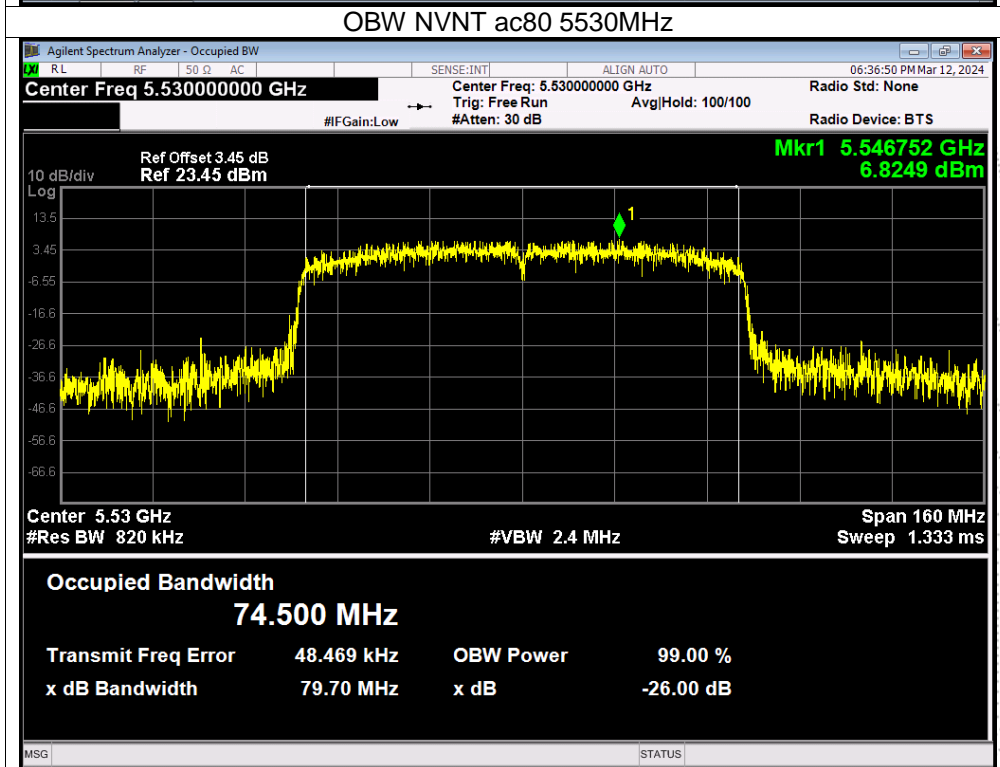 OBW NVNT ac80 5530MHz
Agilent Spectrum Analyzer - Occupied BW
LXI RL RF 50 Ω AC SENSE:INT ALIGN AUTO 06:36:50 PM Mar 12, 2024
Center Freq 5.530000000 GHz Center Freq: 5.530000000 GHz Radio Std: None
Trig: Free Run Avg|Hold: 100/100
#IFGain:Low #Atten: 30 dB Radio Device: BTS
Mkr1 5.546752 GHz
6.8249 dBm
Ref Offset 3.45 dB
10 dB/div Ref 23.45 dBm
Log
1
13.5
3.45
-6.55
-16.6
-26.6
-36.6
-46.6
-56.6
-66.6
Center 5.53 GHz Span 160 MHz
#Res BW 820 kHz #VBW 2.4 MHz Sweep 1.333 ms
Occupied Bandwidth
74.500 MHz
Transmit Freq Error 48.469 kHz OBW Power 99.00 %
x dB Bandwidth 79.70 MHz x dB -26.00 dB
MSG STATUS